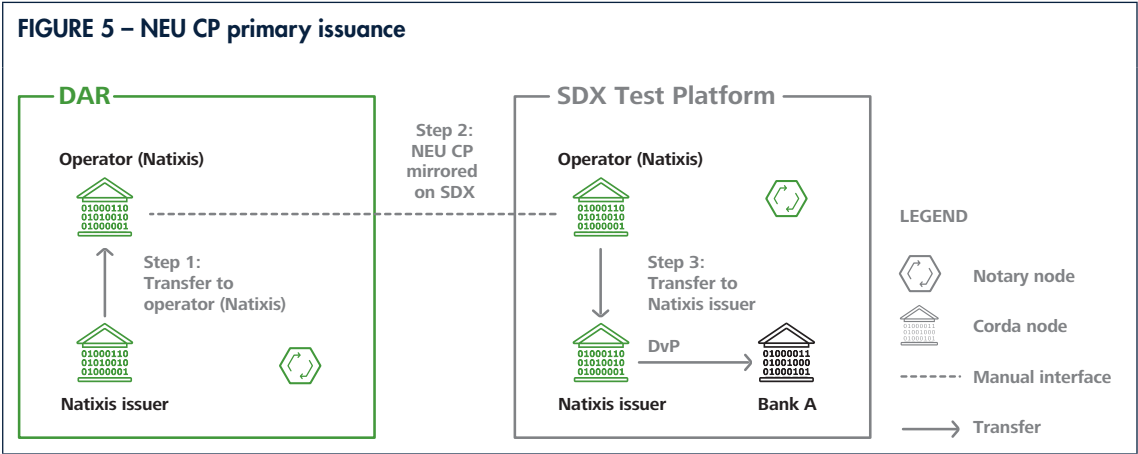 FIGURE 5 – NEU CP primary issuance
DAR
Operator (Natixis)
01000110
01010010
01000001
Step 1:
Transfer to
operator (Natixis)
01000110
01010010
01000001
Natixis issuer
Step 2:
NEU CP
mirrored
on SDX
SDX Test Platform
Operator (Natixis)
01000110
01010010
01000001
Step 3:
Transfer to
Natixis issuer
01000110
01010010
01000001
Natixis issuer
DvP
01000011
01001000
01000101
Bank A
LEGEND
Notary node
01000011
01001000
01000101
Corda node
Manual interface
Transfer